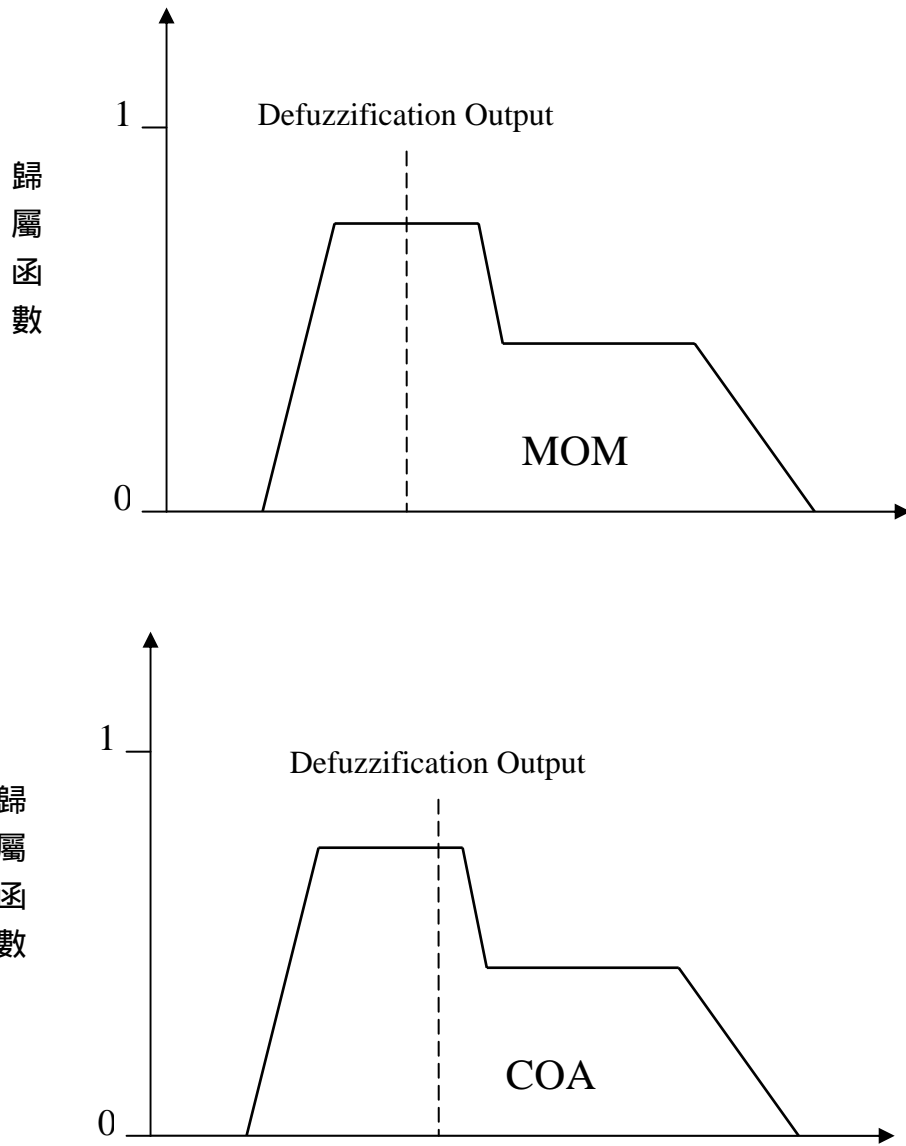 1
Defuzzification Output
歸
屬
函
數
MOM
0
1
Defuzzification Output
歸
屬
函
數
COA
0